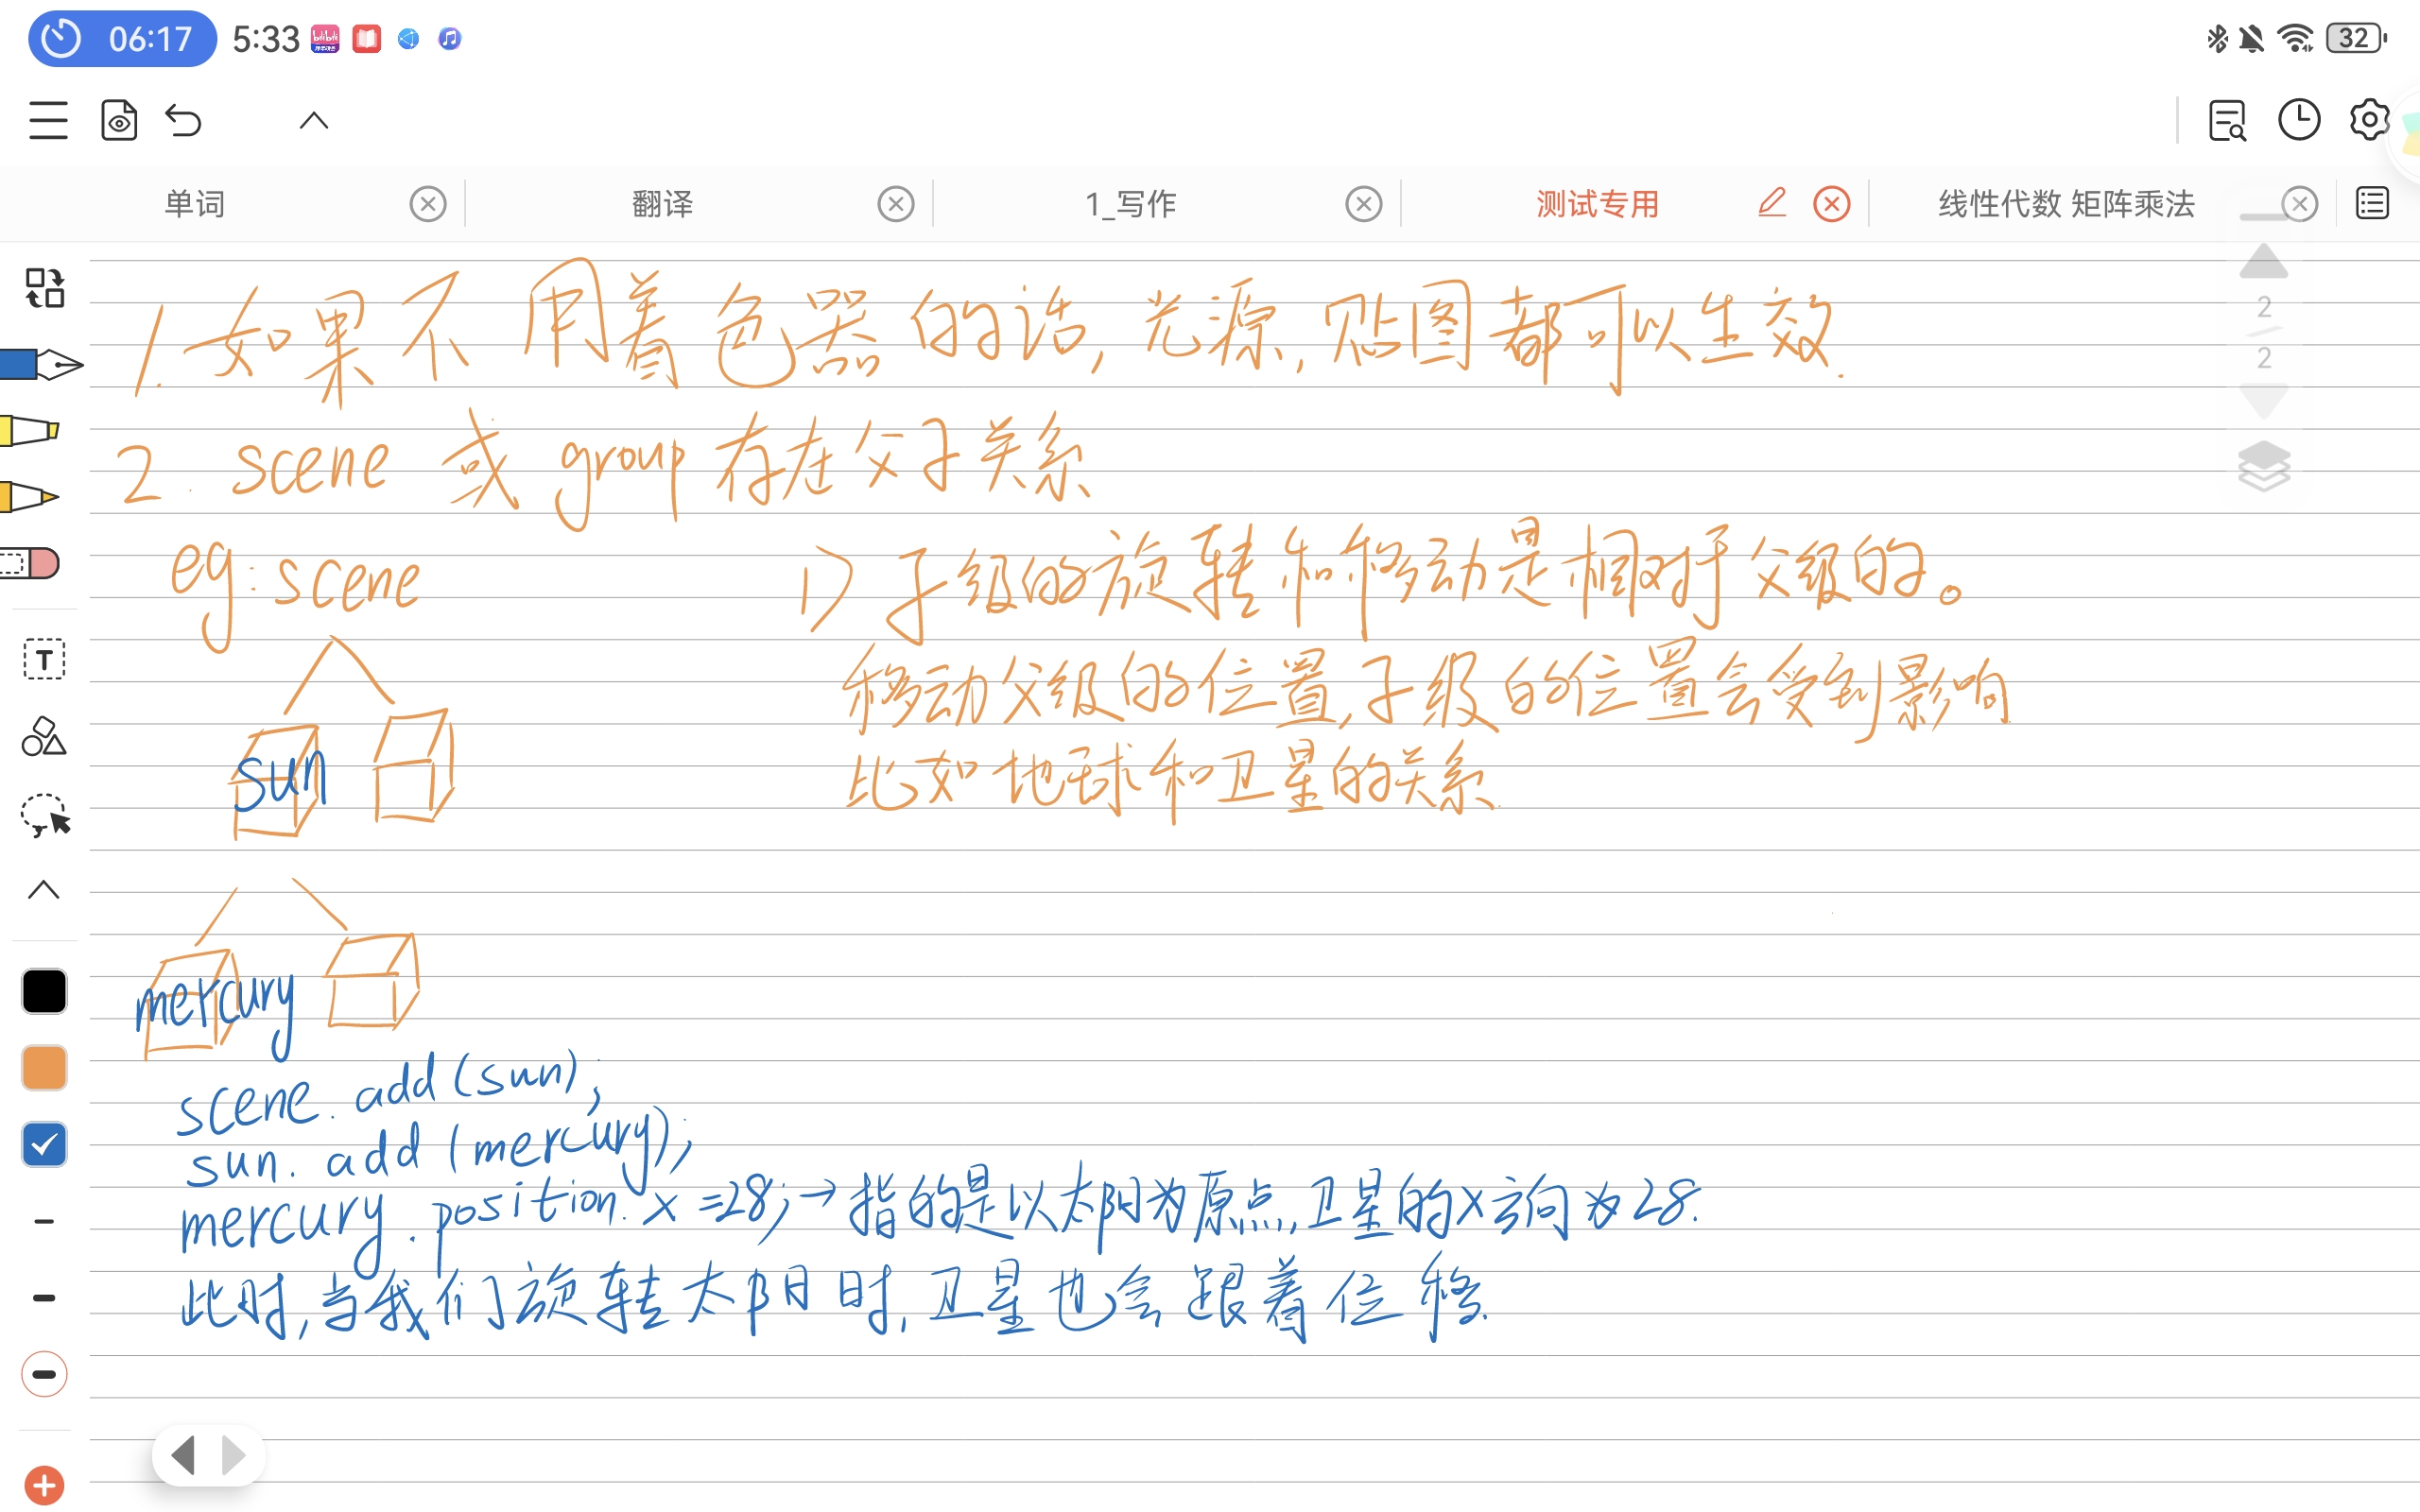 06:17 5:33 32
单词 翻译 1_写作 测试专用 线性代数 矩阵乘法
2
2
T
1. 如果不用着色器的话, 光源, 贴图都可以生效.
2. scene 或 group 存在父子关系
eg: scene
1) 子级的旋转和移动是相对于父级的。
移动父级的位置, 子级的位置会受到影响
比如地球和卫星的关系.
sun
mercury
scene. add (sun);
sun. add (mercury);
mercury. position. x =28; → 指的是以太阳为原点, 卫星的X方向为28.
此时, 当我们旋转太阳时, 卫星也会跟着位移.